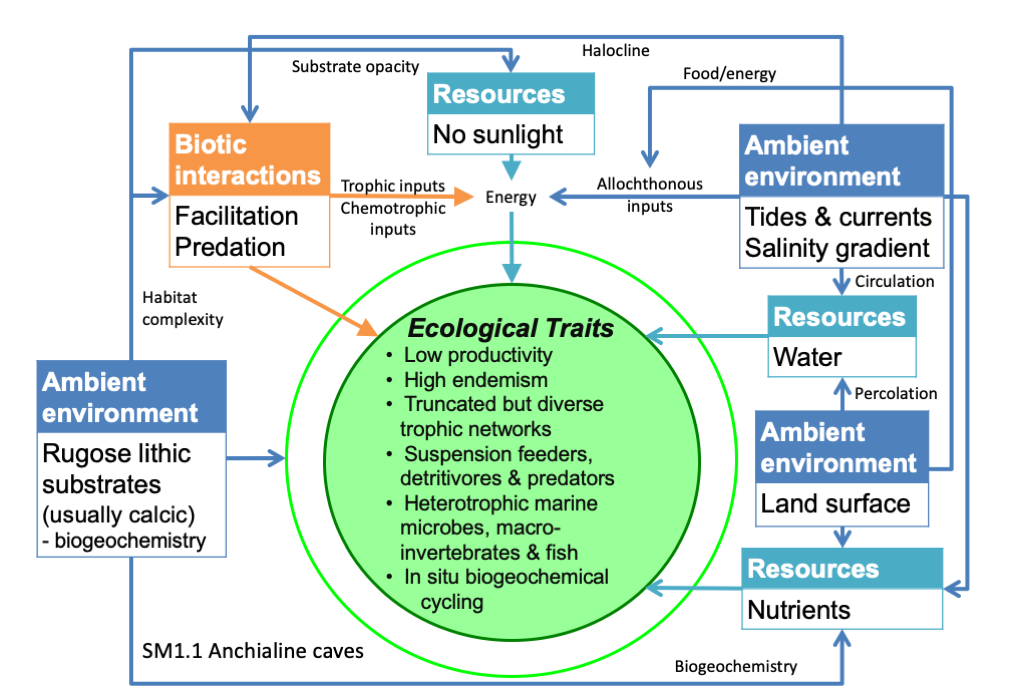 Halocline
Substrate opacity
Food/energy
Resources
No sunlight
Biotic
interactions
Facilitation
Predation
Trophic inputs
Chemotrophic
inputs
Energy
Allochthonous
inputs
Ambient
environment
Tides & currents
Salinity gradient
Circulation
Resources
Water
Percolation
Habitat
complexity
Ambient
environment
Rugose lithic
substrates
(usually calcic)
- biogeochemistry
Ecological Traits
• Low productivity
• High endemism
• Truncated but diverse
trophic networks
• Suspension feeders,
detritivores & predators
• Heterotrophic marine
microbes, macro-
invertebrates & fish
• In situ biogeochemical
cycling
Ambient
environment
Land surface
Resources
Nutrients
SM1.1 Anchialine caves
Biogeochemistry